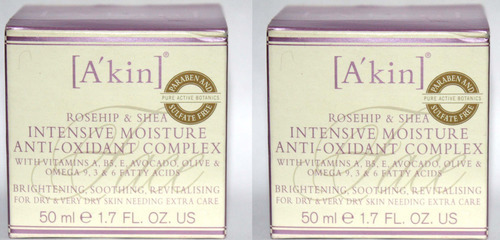 [A'kin]®
PARABEN AND
PURE ACTIVE BOTANICS
SULFATE FREE
ROSEHIP & SHEA
INTENSIVE MOISTURE
ANTI-OXIDANT COMPLEX
WITH VITAMINS A, B5, E, AVOCADO, OLIVE &
OMEGA 9, 3 & 6 FATTY ACIDS
BRIGHTENING, SOOTHING, REVITALISING
FOR DRY & VERY DRY SKIN NEEDING EXTRA CARE
50 ml e 1.7 FL. OZ. US
[A'kin]®
PARABEN AND
PURE ACTIVE BOTANICS
SULFATE FREE
ROSEHIP & SHEA
INTENSIVE MOISTURE
ANTI-OXIDANT COMPLEX
WITH VITAMINS A, B5, E, AVOCADO, OLIVE &
OMEGA 9, 3 & 6 FATTY ACIDS
BRIGHTENING, SOOTHING, REVITALISING
FOR DRY & VERY DRY SKIN NEEDING EXTRA CARE
50 ml e 1.7 FL. OZ. US